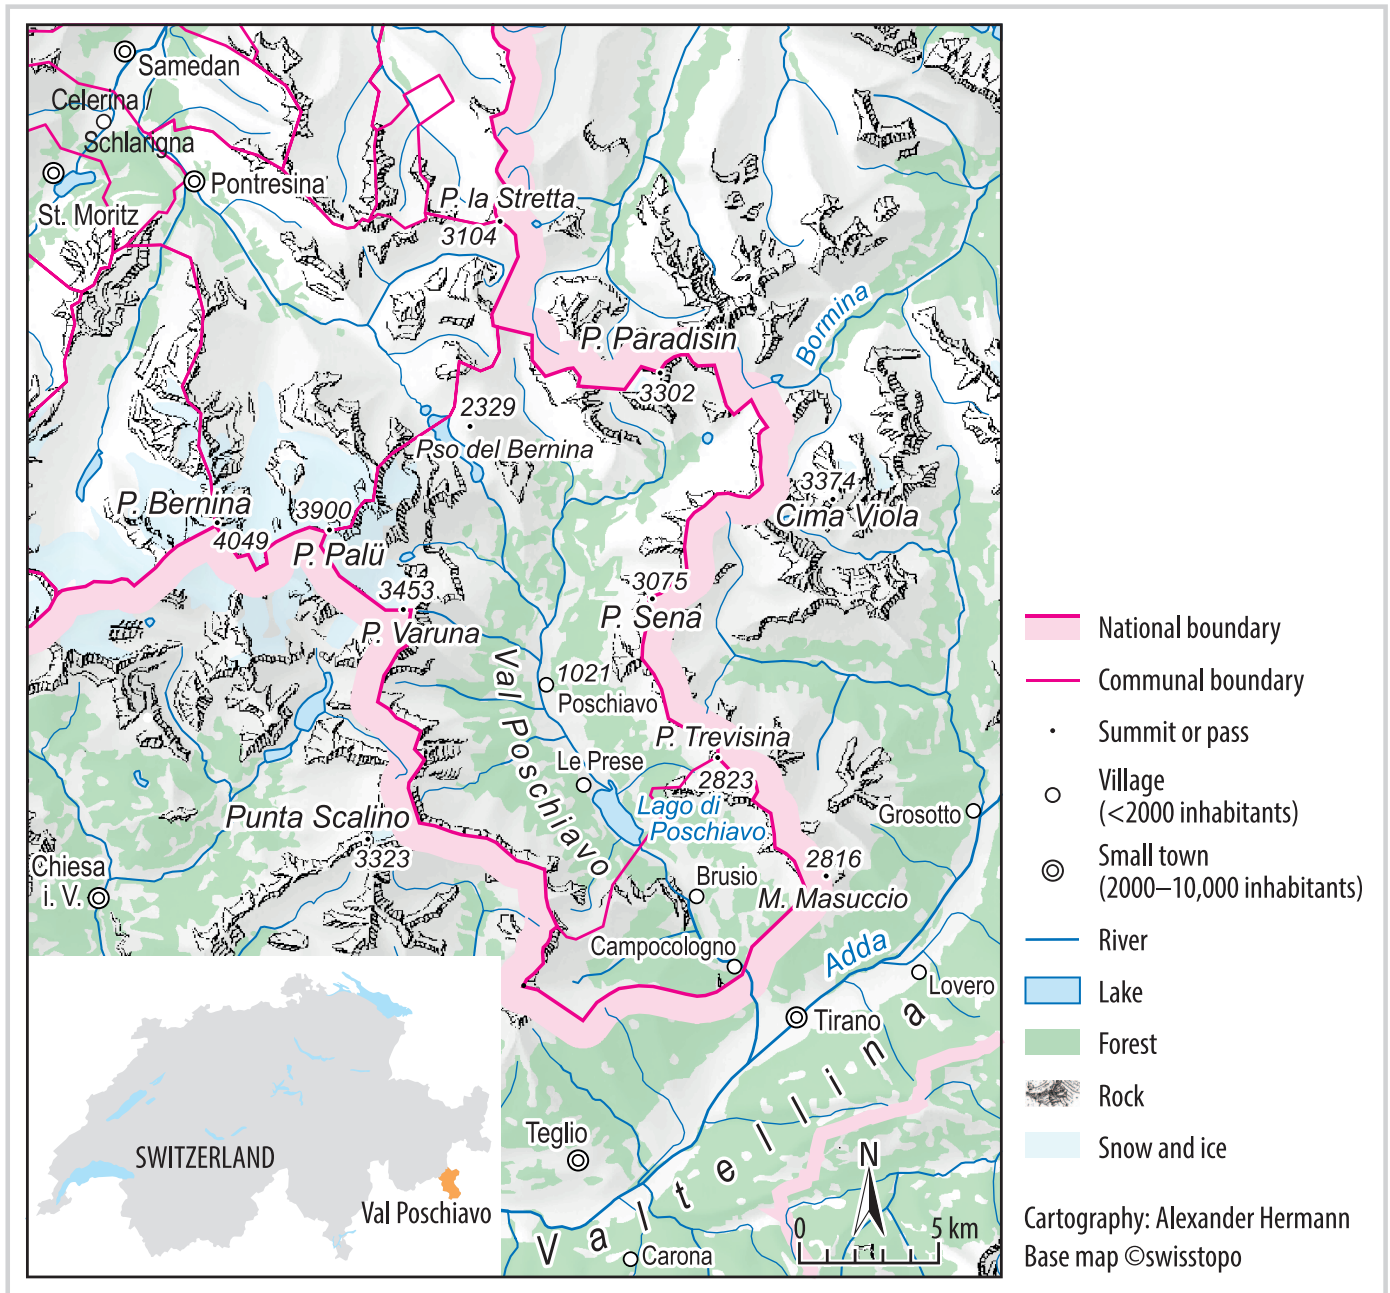 Samedan
Celerina /
Schlarigna
Pontresina
St. Moritz
P. la Stretta
3104
Bormina
P. Paradisin
3302
2329
Pso del Bernina
3374
Cima Viola
P. Bernina
4049
3900
P. Palü
3453
P. Varuna
3075
P. Sena
1021
Poschiavo
Val Poschiavo
P. Trevisina
2823
Le Prese
Lago di
Poschiavo
Grosotto
Punta Scalino
3323
Chiesa
i. V.
2816
M. Masuccio
Brusio
Campocologno
Adda
Lovero
Tirano
Valtellina
Teglio
Carona
N
0 5 km
SWITZERLAND
Val Poschiavo
National boundary
Communal boundary
Summit or pass
Village
(<2000 inhabitants)
Small town
(2000–10,000 inhabitants)
River
Lake
Forest
Rock
Snow and ice
Cartography: Alexander Hermann
Base map ©swisstopo